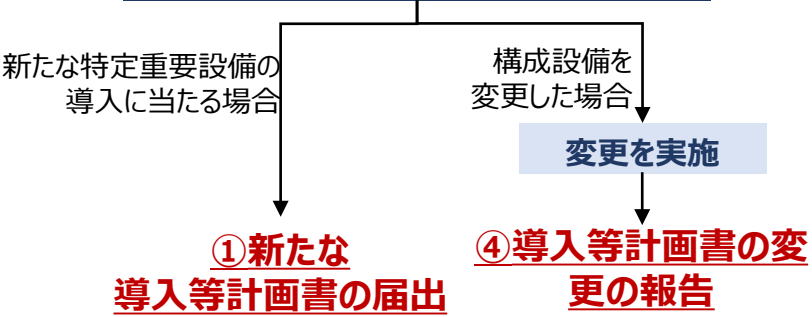 新たな特定重要設備の
導入に当たる場合
構成設備を
変更した場合
変更を実施
①新たな
導入等計画書の届出
④導入等計画書の変
更の報告